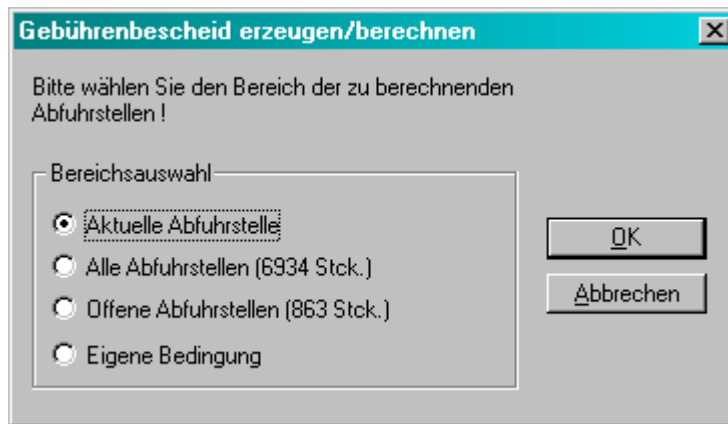 Gebührenbescheid erzeugen/berechnen
Bitte wählen Sie den Bereich der zu berechnenden
Abfuhrstellen !
Bereichsauswahl
Aktuelle Abfuhrstelle
Alle Abfuhrstellen (6934 Stck.)
Offene Abfuhrstellen (863 Stck.)
Eigene Bedingung
OK
Abbrechen